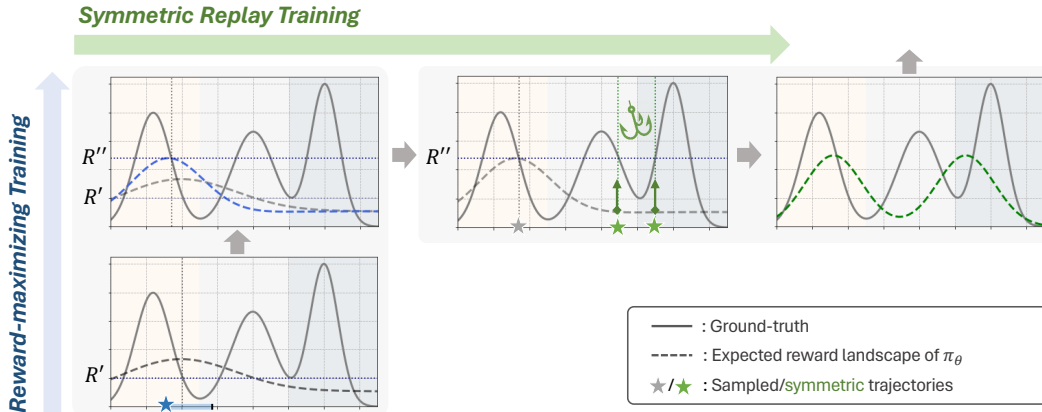 Symmetric Replay Training
Reward-maximizing Training
R''
R'
R''
R'
: Ground-truth
: Expected reward landscape of πθ
/ : Sampled/symmetric trajectories